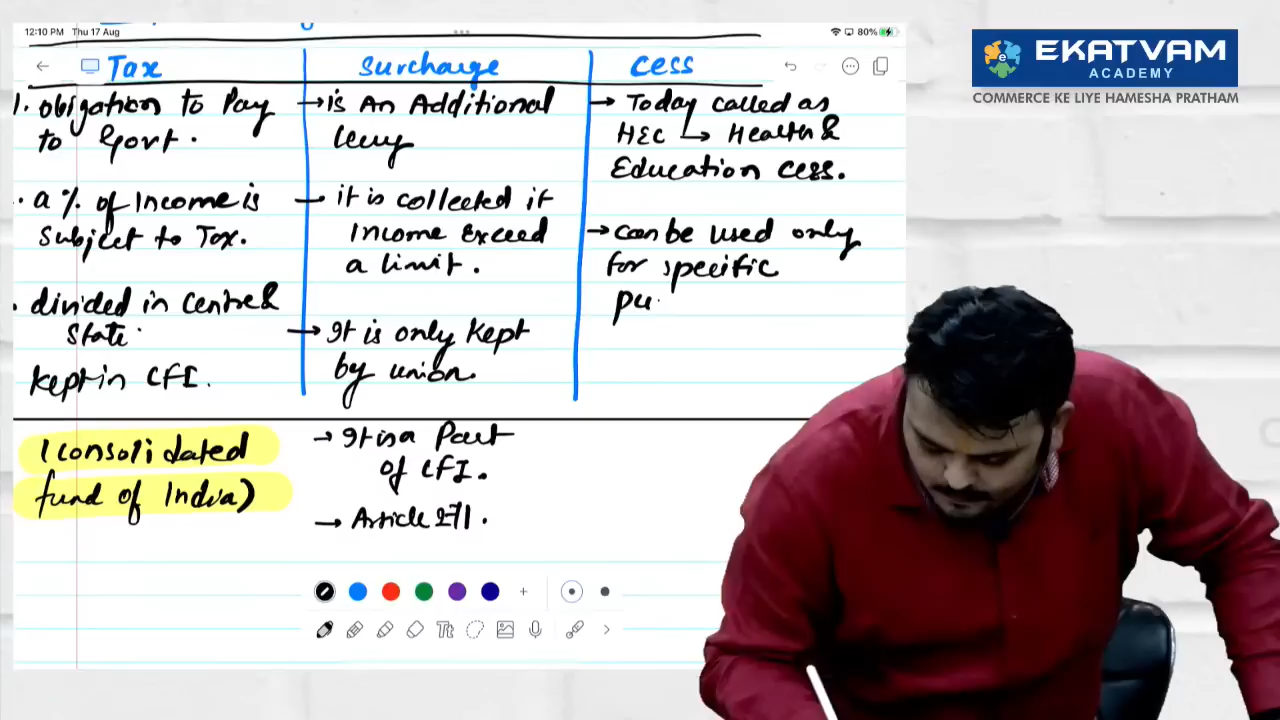 12:10 PM Thu 17 Aug
80%
EKATVAM
ACADEMY
COMMERCE KE LIYE HAMESHA PRATHAM
Tax
1. obligation to Pay
to Govt.
. a % of Income is
subject to Tax.
. divided in Centre &
State
kept in CFI.
(consolidated
fund of India)
Surcharge
→ is An Additional
levy
→ it is collected if
Income Exceed
a limit.
→ It is only kept
by union.
→ It is a Part
of CFI.
→ Article 271.
cess
→ Today called as
HEC → Health &
Education cess.
→ can be used only
for specific
pu
Tt